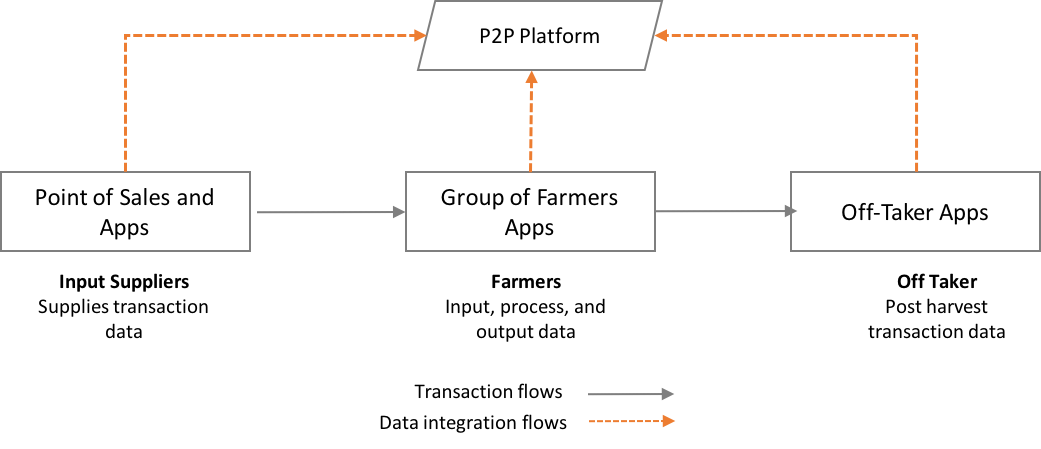 P2P Platform
Point of Sales and
Apps
Group of Farmers
Apps
Off-Taker Apps
Input Suppliers
Supplies transaction
data
Farmers
Input, process, and
output data
Off Taker
Post harvest
transaction data
Transaction flows
Data integration flows